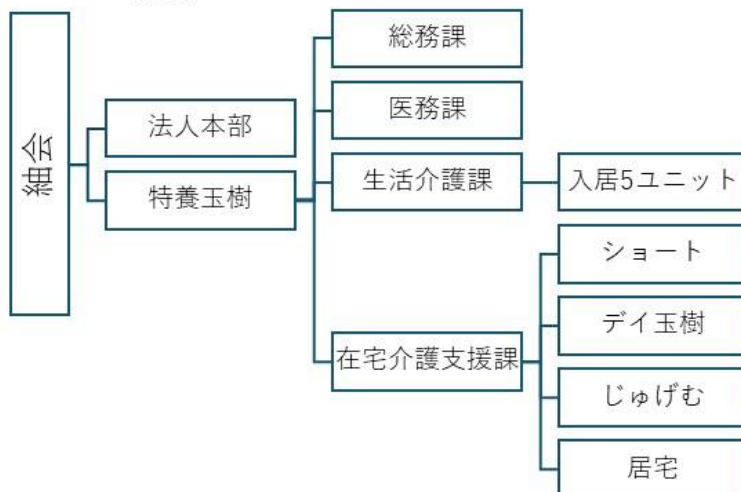 紬会
法人本部
特養玉樹
総務課
医務課
生活介護課
在宅介護支援課
入居5ユニット
ショート
デイ玉樹
じゅげむ
居宅